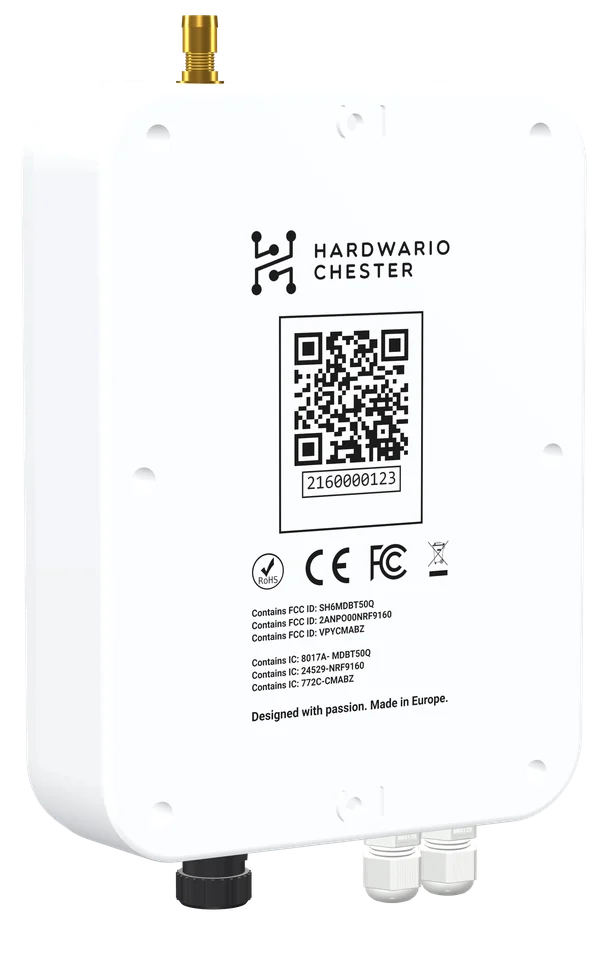 HARDWARIO
CHESTER
2160000123
RoHS
CE FC
Contains FCC ID: SH6MDBT50Q
Contains FCC ID: 2ANPO00NRF9160
Contains FCC ID: VPYCMABZ
Contains IC: 8017A- MDBT50Q
Contains IC: 24529-NRF9160
Contains IC: 772C-CMABZ
Designed with passion. Made in Europe.